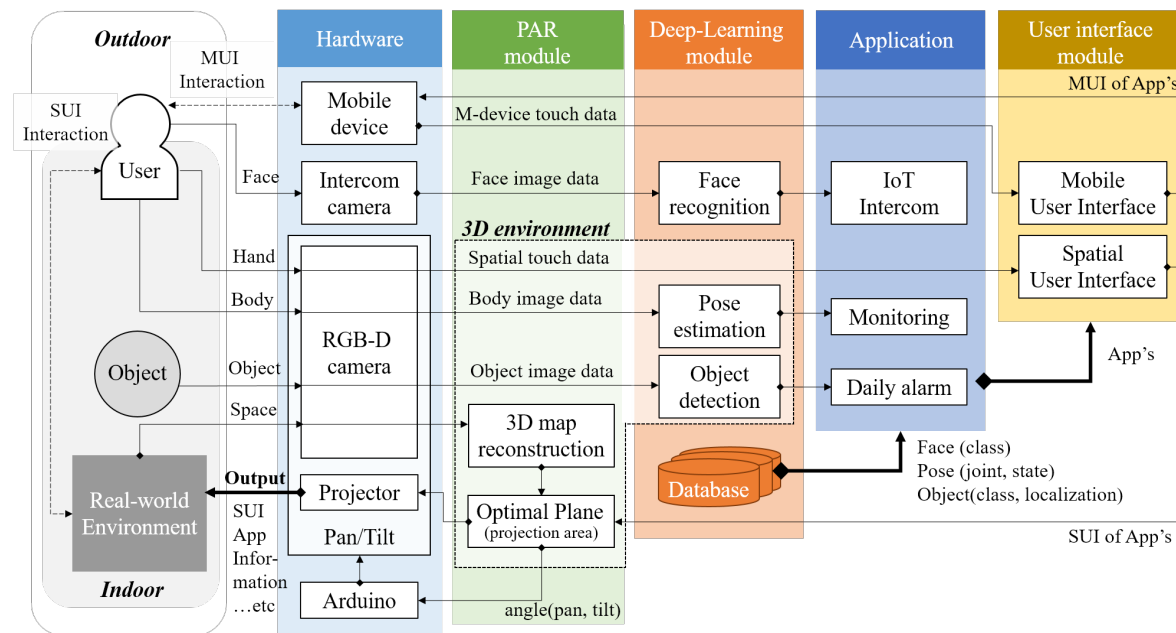 Outdoor
MUI
Interaction
SUI
Interaction
User
Object
Real-world
Environment
Indoor
Hardware
PAR
module
Deep-Learning
module
Application
User interface
module
Mobile
device
MUI of App's
M-device touch data
Face
Intercom
camera
Face image data
Face
recognition
IoT
Intercom
Mobile
User Interface
3D environment
Hand
Spatial touch data
Spatial
User Interface
Body
Body image data
Pose
estimation
Monitoring
RGB-D
camera
Object
Object image data
Object
detection
Daily alarm
App's
Space
3D map
reconstruction
Face (class)
Pose (joint, state)
Object(class, localization)
Database
Output
Projector
Optimal Plane
(projection area)
SUI
App
Infor-
mation
…etc
Pan/Tilt
SUI of App's
Arduino
angle(pan, tilt)